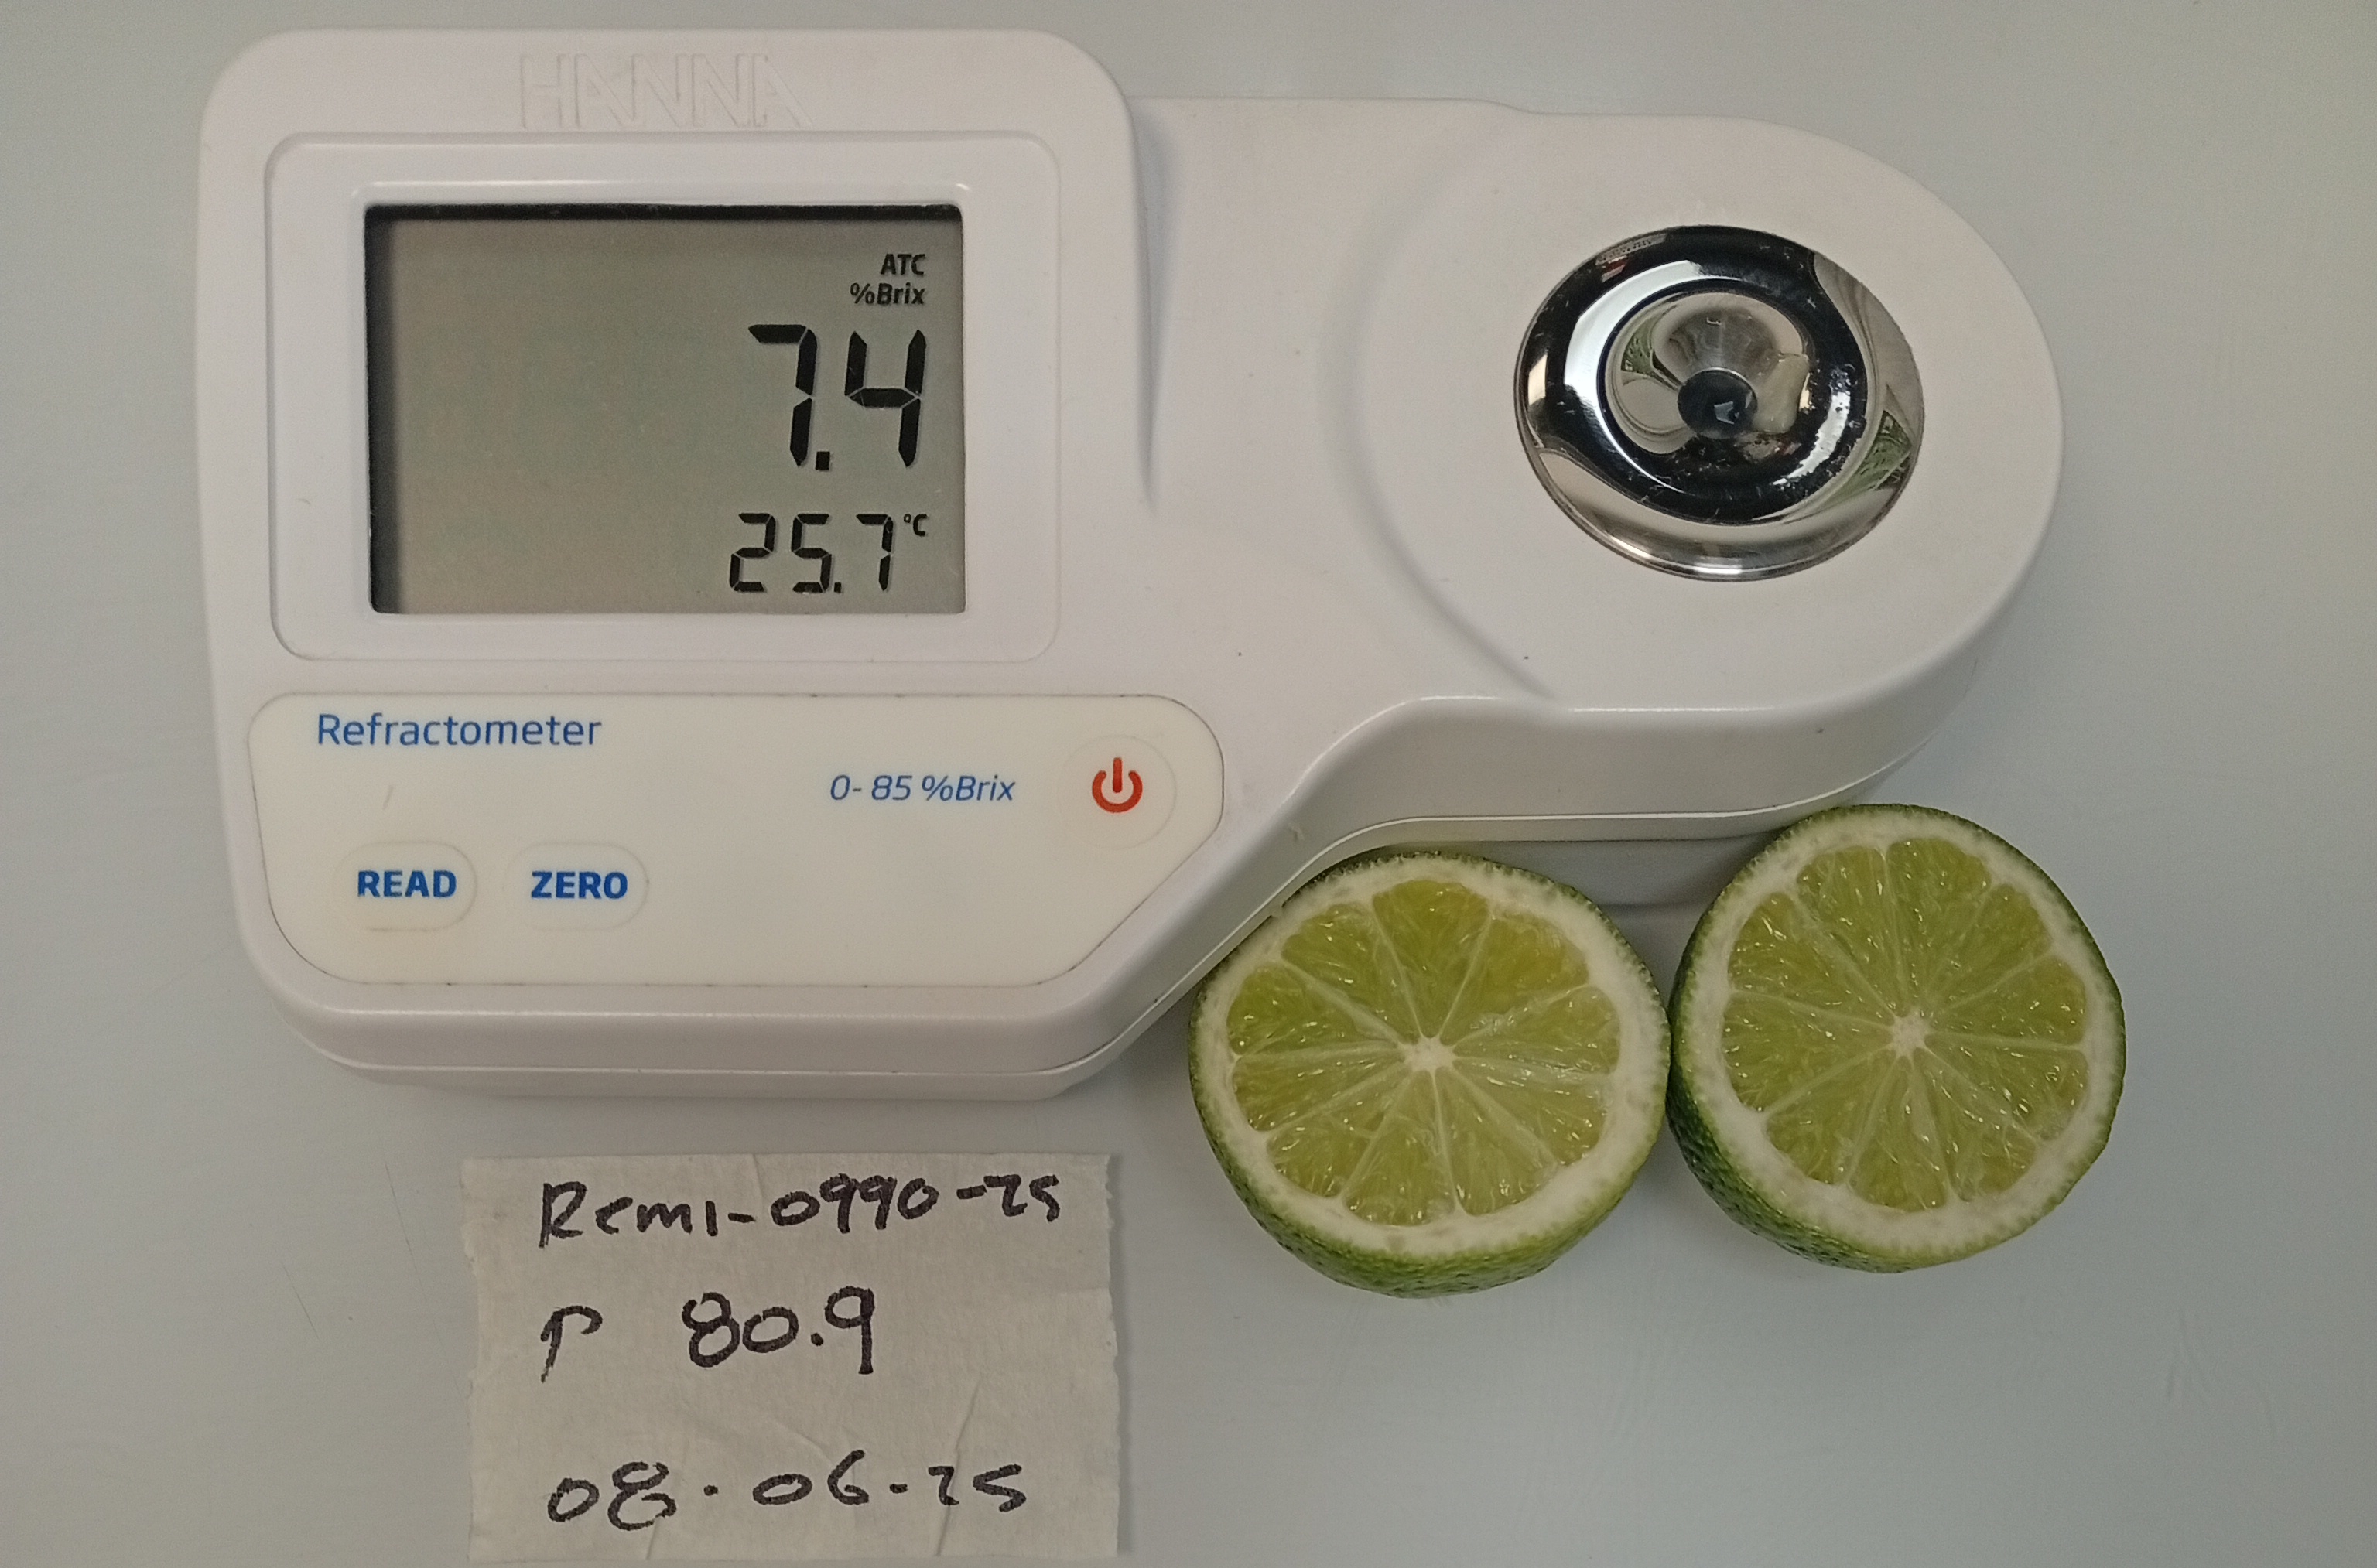 HANNA
ATC
%Brix
7.4
25.7 °C
Refractometer
0- 85 %Brix
READ
ZERO
Remi-0990-25
P 80.9
08.06-25